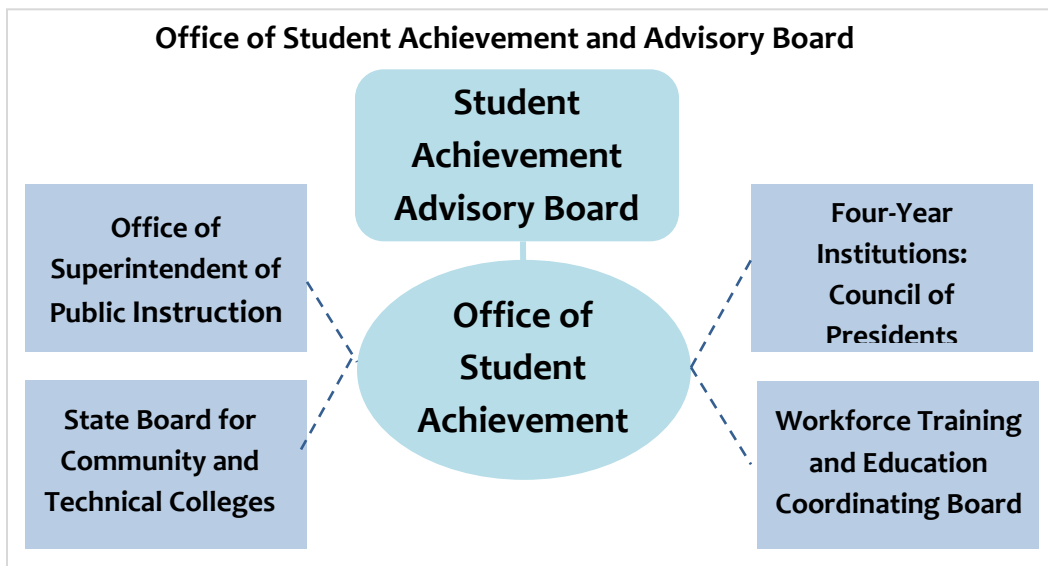 Office of Student Achievement and Advisory Board
Student
Achievement
Advisory Board
Office of
Superintendent of
Public Instruction
Four-Year
Institutions:
Council of
Presidents
Office of
Student
Achievement
State Board for
Community and
Technical Colleges
Workforce Training
and Education
Coordinating Board